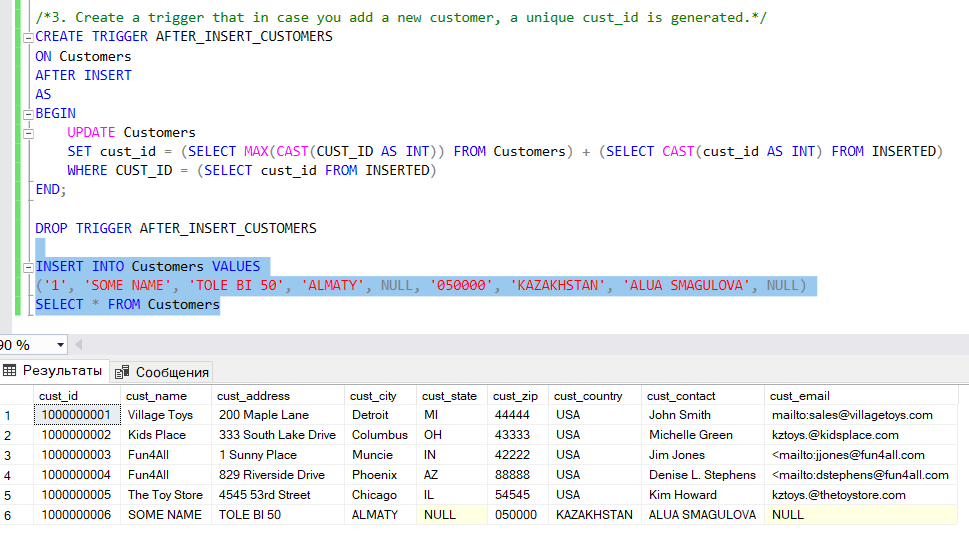 /*3. Create a trigger that in case you add a new customer, a unique cust_id is generated.*/
CREATE TRIGGER AFTER_INSERT_CUSTOMERS
ON Customers
AFTER INSERT
AS
BEGIN
UPDATE Customers
SET cust_id = (SELECT MAX(CAST(CUST_ID AS INT)) FROM Customers) + (SELECT CAST(cust_id AS INT) FROM INSERTED)
WHERE CUST_ID = (SELECT cust_id FROM INSERTED)
END;
DROP TRIGGER AFTER_INSERT_CUSTOMERS
INSERT INTO Customers VALUES
('1', 'SOME NAME', 'TOLE BI 50', 'ALMATY', NULL, '050000', 'KAZAKHSTAN', 'ALUA SMAGULOVA', NULL)
SELECT * FROM Customers
90 %
Результаты Сообщения
cust_id cust_name cust_address cust_city cust_state cust_zip cust_country cust_contact cust_email
1 1000000001 Village Toys 200 Maple Lane Detroit MI 44444 USA John Smith mailto:sales@villagetoys.com
2 1000000002 Kids Place 333 South Lake Drive Columbus OH 43333 USA Michelle Green kztoys.@kidsplace.com
3 1000000003 Fun4All 1 Sunny Place Muncie IN 42222 USA Jim Jones <mailto:jjones@fun4all.com
4 1000000004 Fun4All 829 Riverside Drive Phoenix AZ 88888 USA Denise L. Stephens <mailto:dstephens@fun4all.com
5 1000000005 The Toy Store 4545 53rd Street Chicago IL 54545 USA Kim Howard kztoys.@thetoystore.com
6 1000000006 SOME NAME TOLE BI 50 ALMATY NULL 050000 KAZAKHSTAN ALUA SMAGULOVA NULL